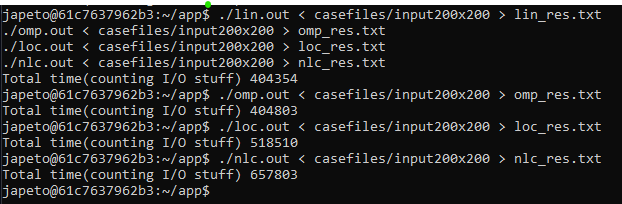 japeto@61c7637962b3:~/app$ ./lin.out < casefiles/input200x200 > lin_res.txt
./omp.out < casefiles/input200x200 > omp_res.txt
./loc.out < casefiles/input200x200 > loc_res.txt
./nlc.out < casefiles/input200x200 > nlc_res.txt
Total time(counting I/O stuff) 404354
japeto@61c7637962b3:~/app$ ./omp.out < casefiles/input200x200 > omp_res.txt
Total time(counting I/O stuff) 404803
japeto@61c7637962b3:~/app$ ./loc.out < casefiles/input200x200 > loc_res.txt
Total time(counting I/O stuff) 518510
japeto@61c7637962b3:~/app$ ./nlc.out < casefiles/input200x200 > nlc_res.txt
Total time(counting I/O stuff) 657803
japeto@61c7637962b3:~/app$